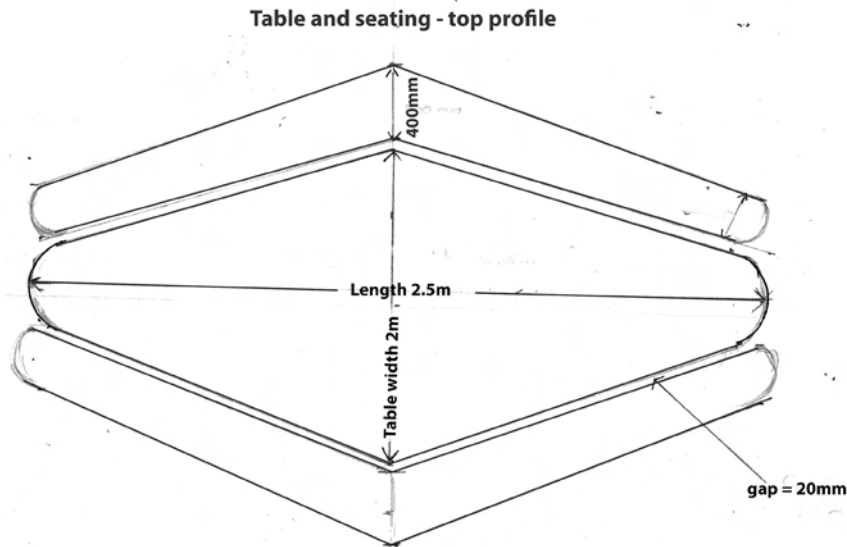 Table and seating - top profile
400mm
Length 2.5m
Table width 2m
gap = 20mm